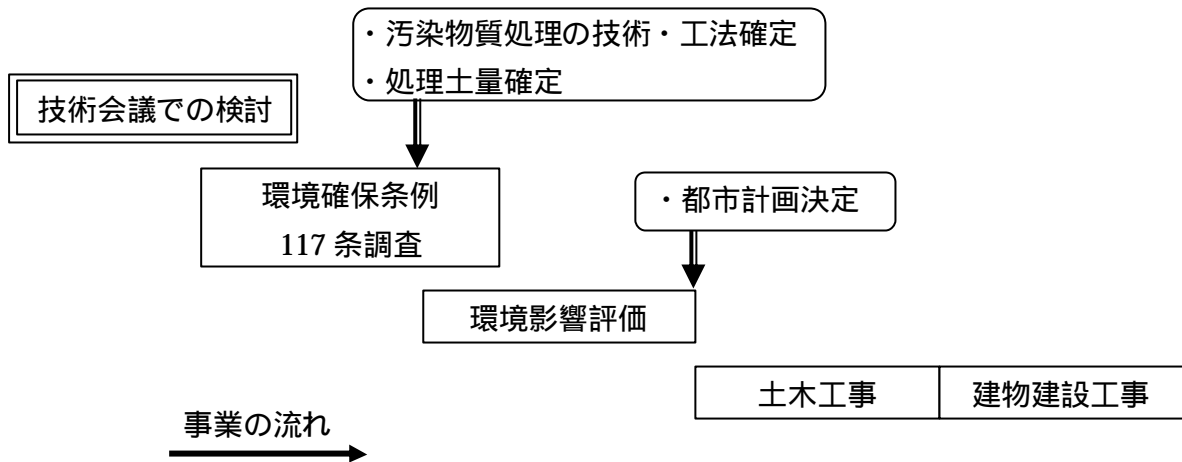 ・汚染物質処理の技術・工法確定
・処理土量確定
技術会議での検討
環境確保条例
117 条調査
・都市計画決定
環境影響評価
土木工事
建物建設工事
事業の流れ